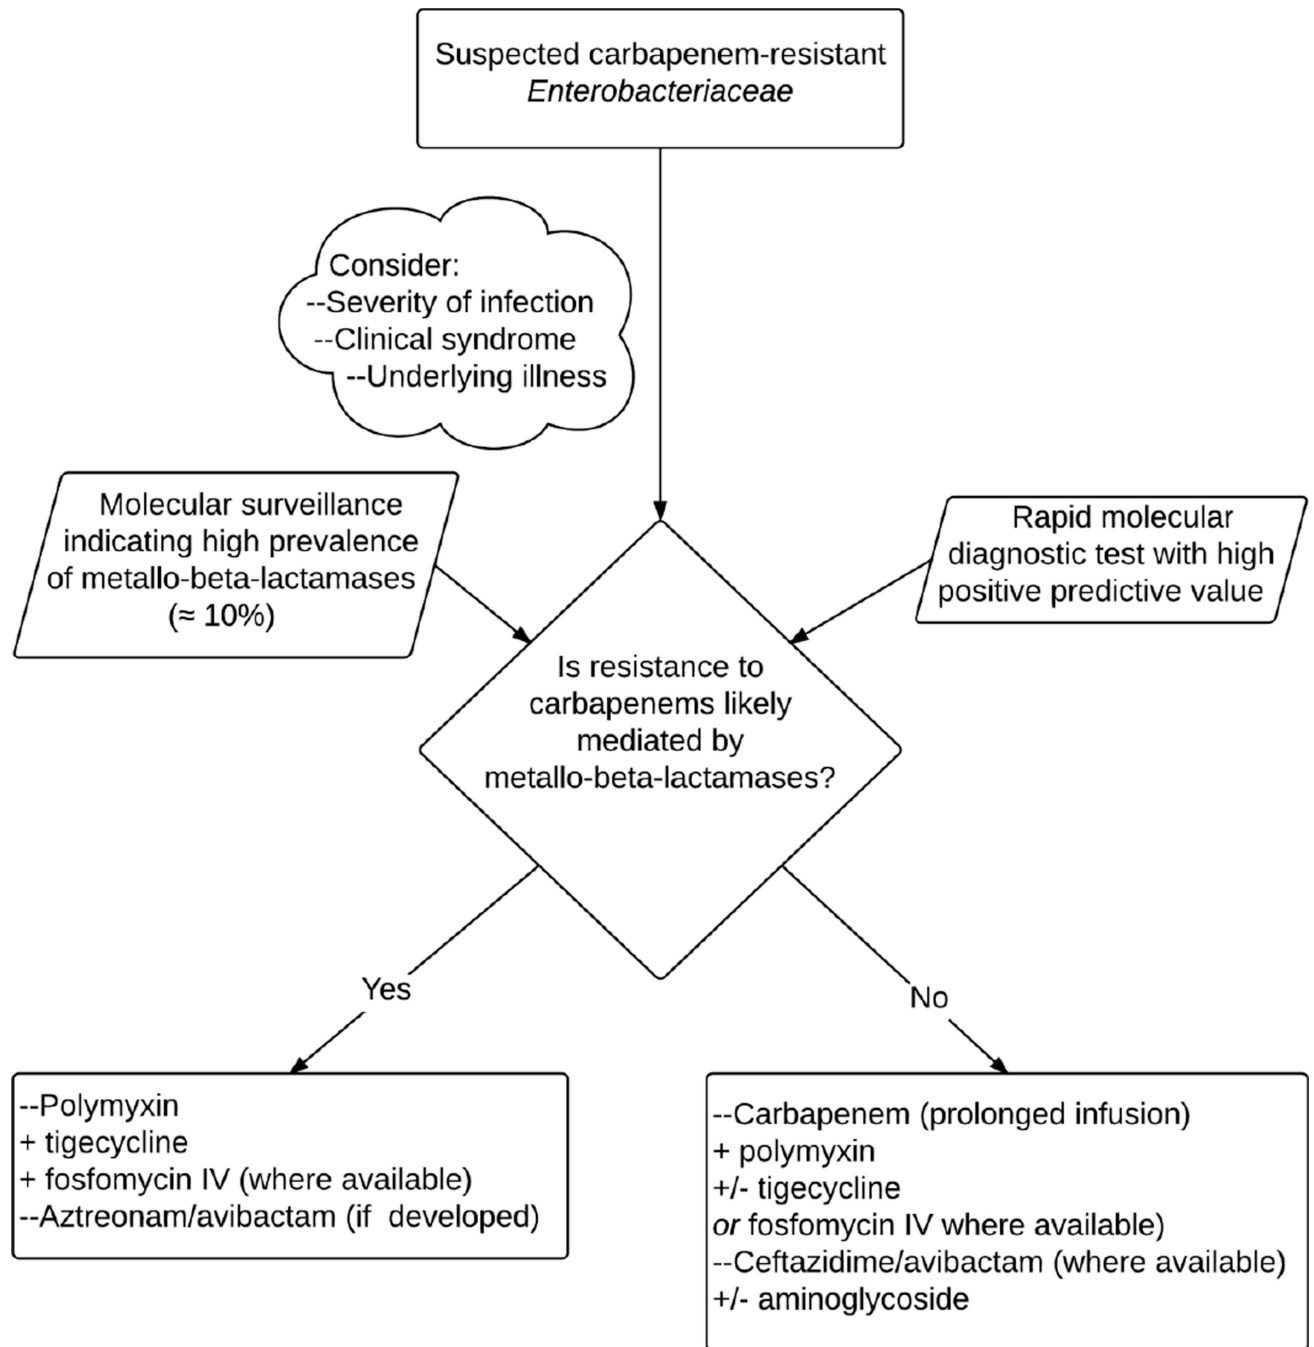 Suspected carbapenem-resistant
Enterobacteriaceae
Consider:
--Severity of infection
--Clinical syndrome
--Underlying illness
Molecular surveillance
indicating high prevalence
of metallo-beta-lactamases
(≈ 10%)
Rapid molecular
diagnostic test with high
positive predictive value
Is resistance to
carbapenems likely
mediated by
metallo-beta-lactamases?
Yes
No
--Polymyxin
+ tigecycline
+ fosfomycin IV (where available)
--Aztreonam/avibactam (if developed)
--Carbapenem (prolonged infusion)
+ polymyxin
+/- tigecycline
or fosfomycin IV where available)
--Ceftazidime/avibactam (where available)
+/- aminoglycoside